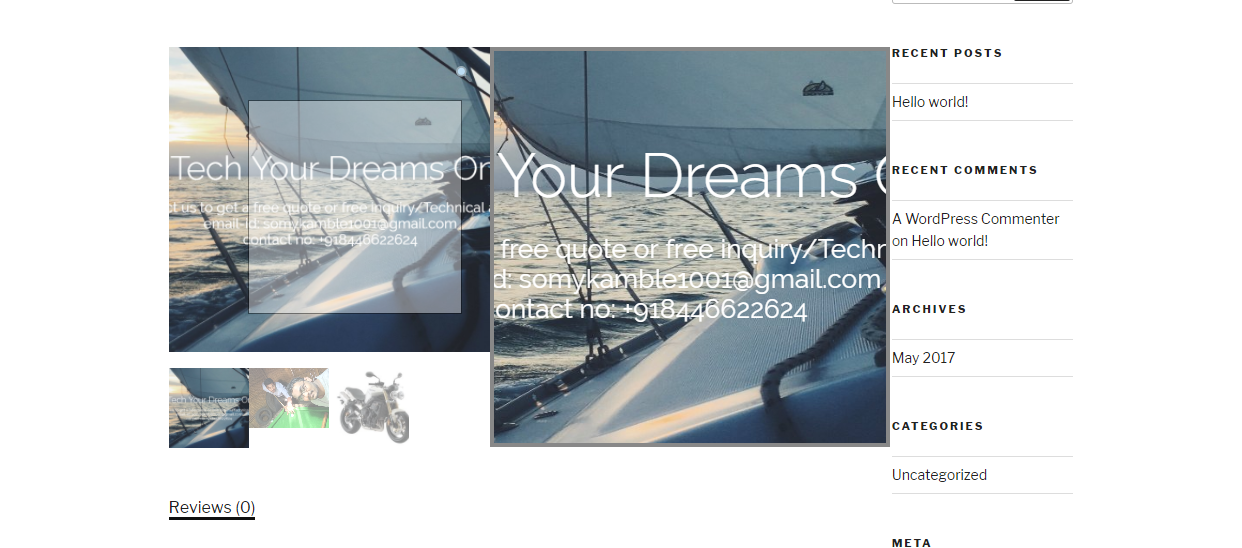 Tech Your Dreams On
ct us to get a free quote or free inquiry/Technical
email-id: somykamble1001@gmail.com,
contact no: +918446622624
Your Dreams
free quote or free inquiry/Techn
d: somykamble1001@gmail.com
ontact no: +918446622624
Reviews (0)
RECENT POSTS
Hello world!
RECENT COMMENTS
A WordPress Commenter
on Hello world!
ARCHIVES
May 2017
CATEGORIES
Uncategorized
META